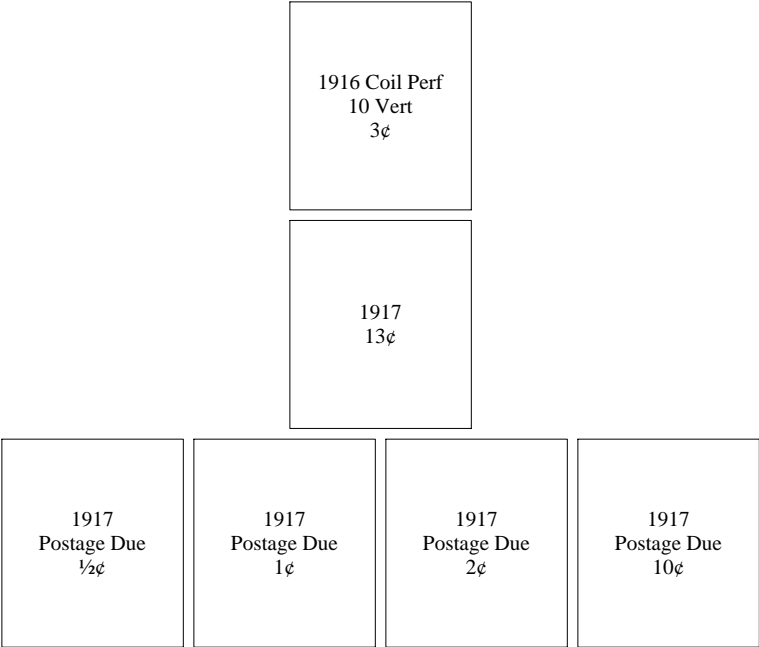 1916 Coil Perf
10 Vert
3¢
1917
13¢
1917
Postage Due
½¢
1917
Postage Due
1¢
1917
Postage Due
2¢
1917
Postage Due
10¢